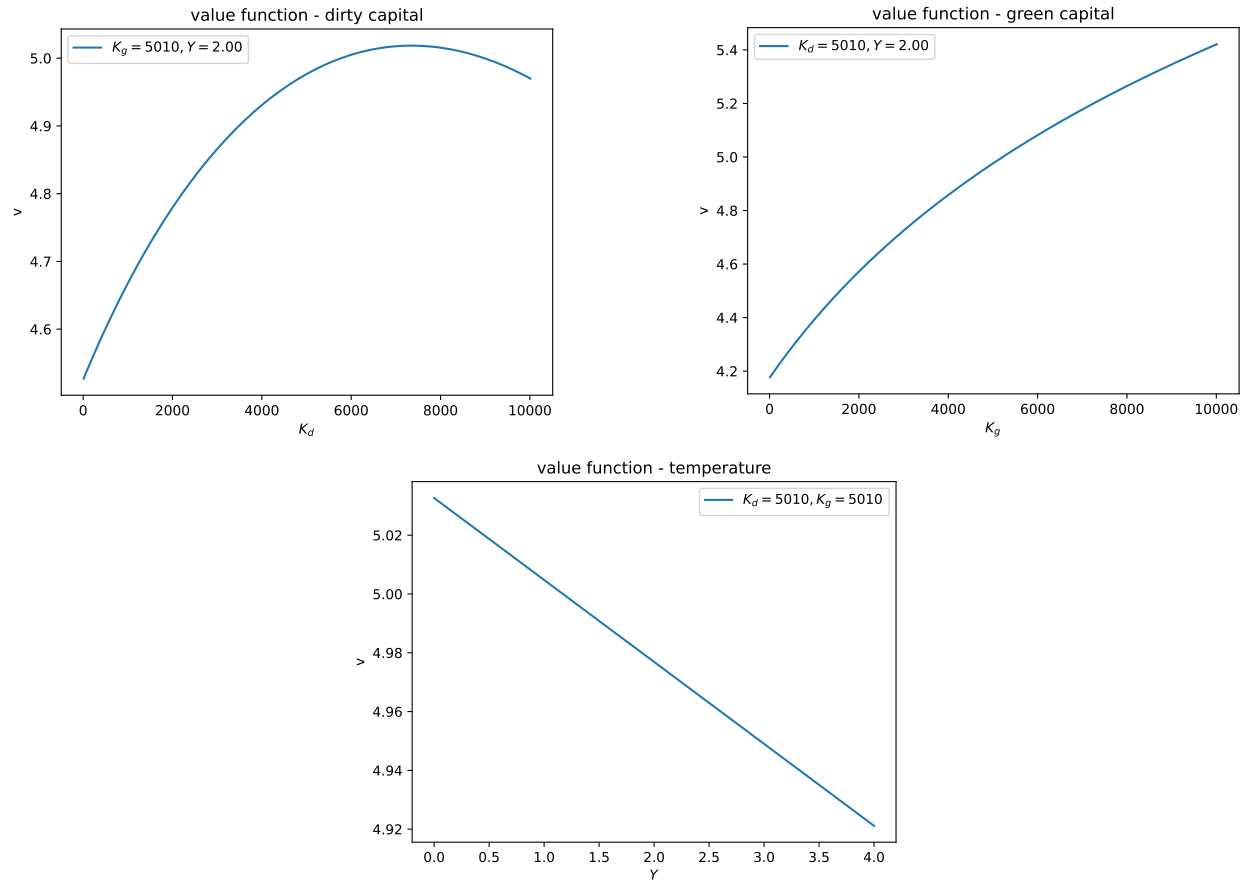 value function - dirty capital
K_g = 5010, Y = 2.00
5.0
4.9
4.8
4.7
4.6
v
0 2000 4000 6000 8000 10000
K_d
value function - green capital
K_d = 5010, Y = 2.00
5.4
5.2
5.0
4.8
4.6
4.4
4.2
v
0 2000 4000 6000 8000 10000
K_g
value function - temperature
K_d = 5010, K_g = 5010
5.02
5.00
4.98
4.96
4.94
4.92
v
0.0 0.5 1.0 1.5 2.0 2.5 3.0 3.5 4.0
Y